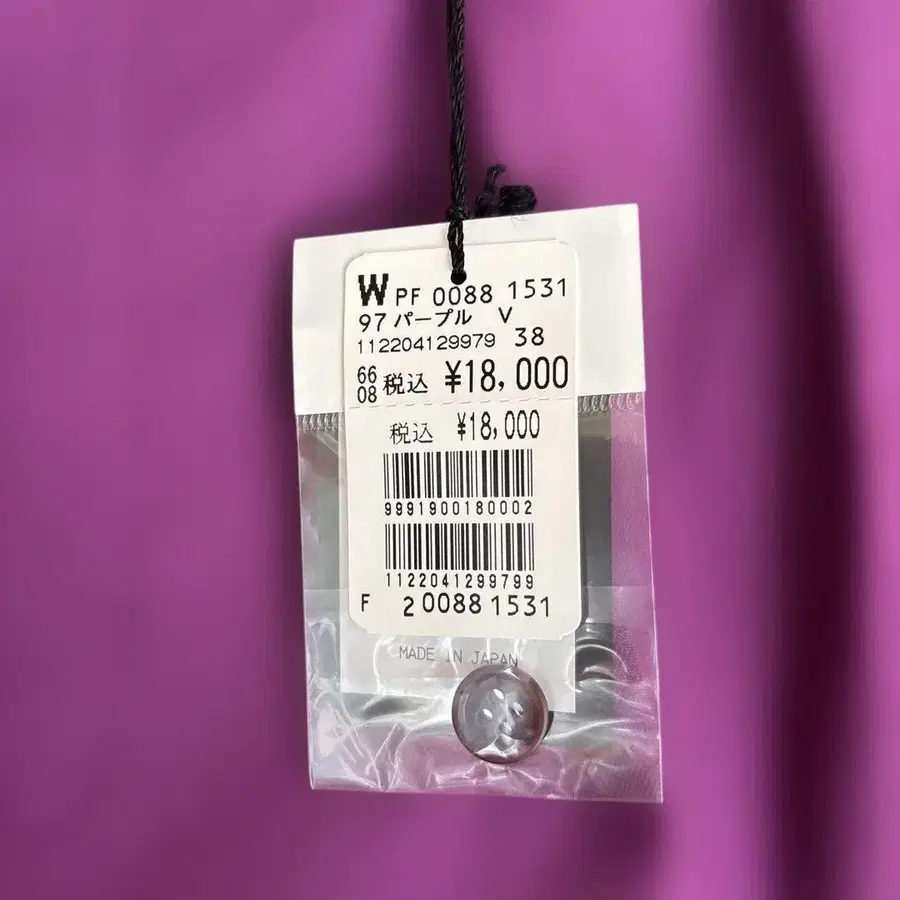 W PF 0088 1531
97 パープル V
112204129979 38
66
08 税込 ¥18,000
税込 ¥18,000
9991900180002
1122041299799
F 2 0088 1531
MADE IN JAPAN